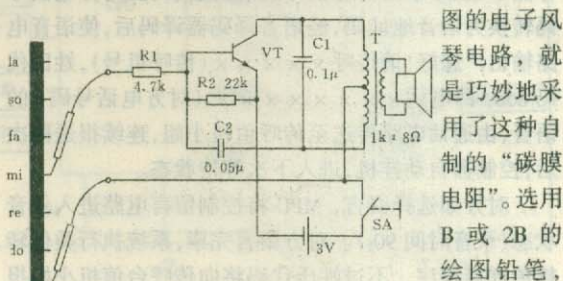 la
so
fa
mi
re
do
R1
4.7k
R2 22k
C2
0.05μ
VT
C1
0.1μ
T
1k÷8Ω
SA
3V
图的电子风
琴电路，就
是巧妙地采
用了这种自
制的“碳膜
电阻”。选用
B 或 2B 的
绘图铅笔，